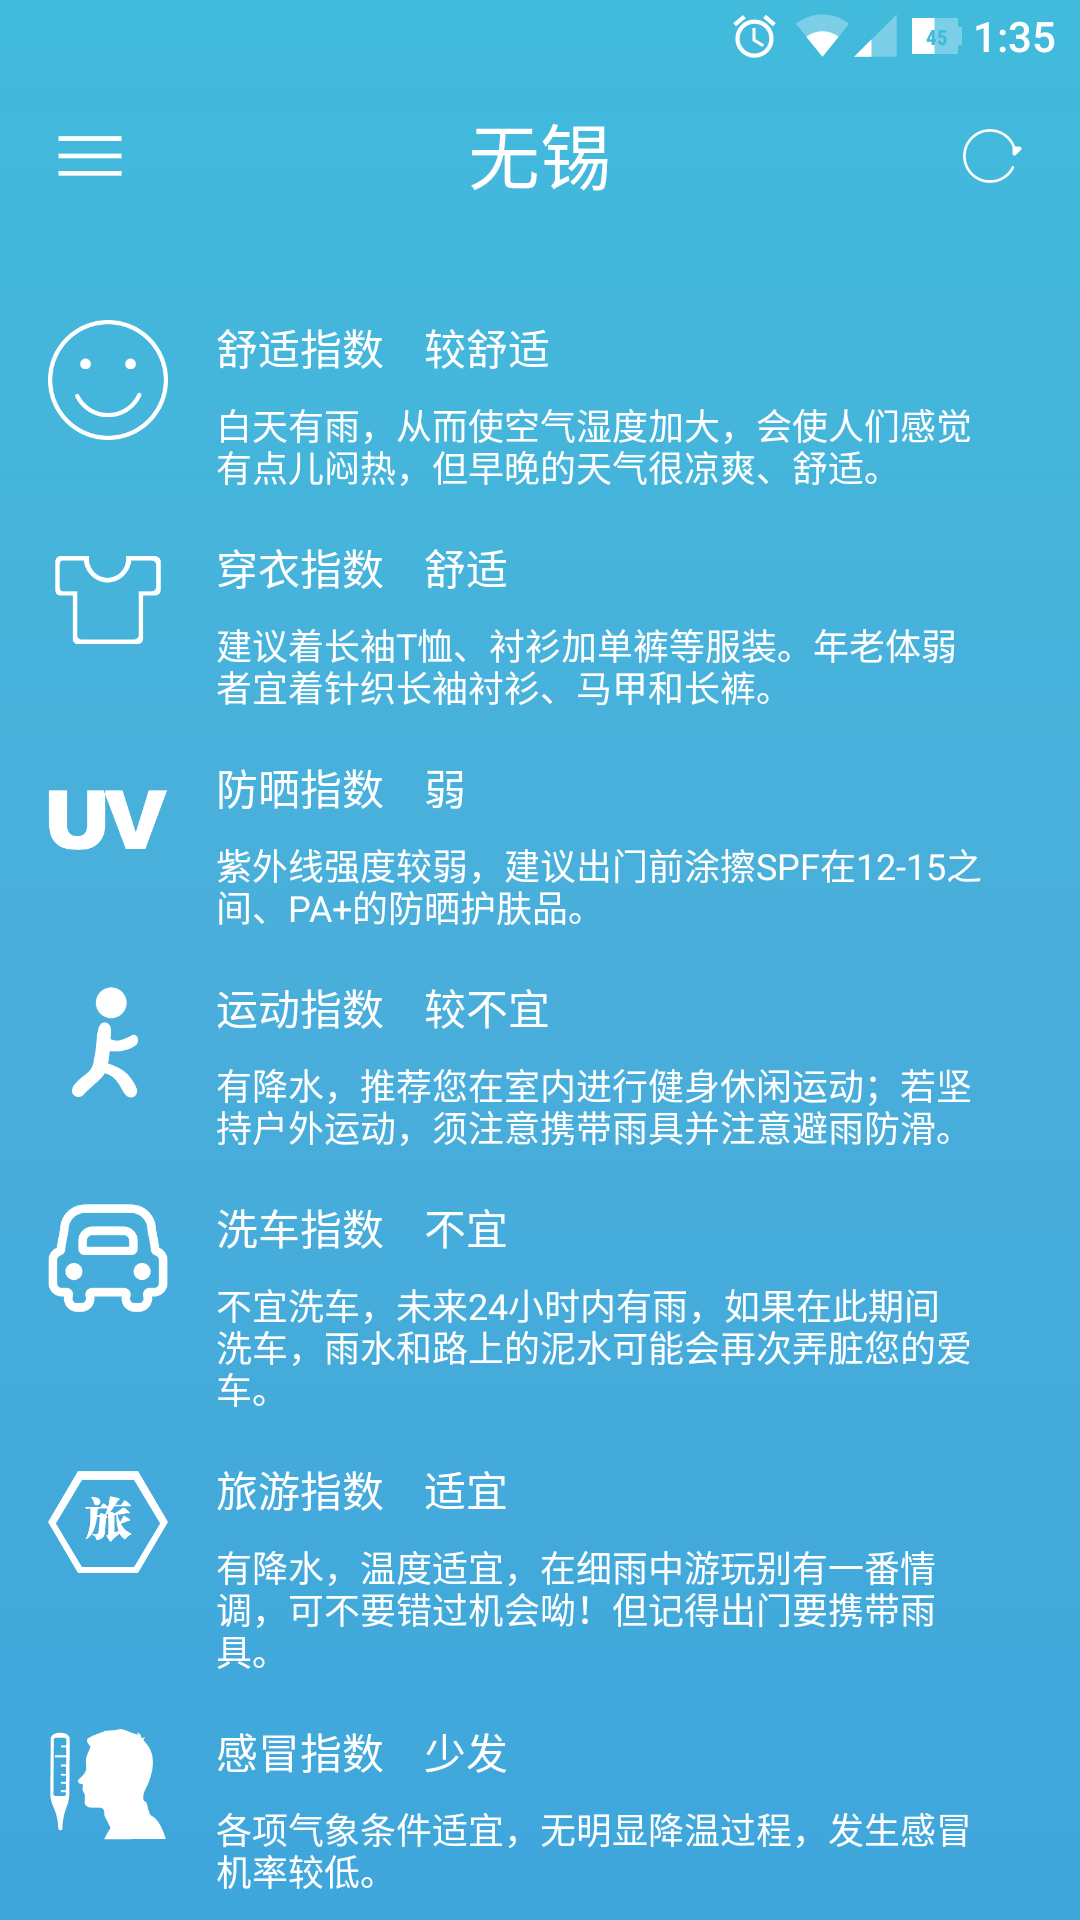 45 1:35
无锡
舒适指数 较舒适
白天有雨，从而使空气湿度加大，会使人们感觉
有点儿闷热，但早晚的天气很凉爽、舒适。
穿衣指数 舒适
建议着长袖T恤、衬衫加单裤等服装。年老体弱
者宜着针织长袖衬衫、马甲和长裤。
UV
防晒指数 弱
紫外线强度较弱，建议出门前涂擦SPF在12-15之
间、PA+的防晒护肤品。
运动指数 较不宜
有降水，推荐您在室内进行健身休闲运动；若坚
持户外运动，须注意携带雨具并注意避雨防滑。
洗车指数 不宜
不宜洗车，未来24小时内有雨，如果在此期间
洗车，雨水和路上的泥水可能会再次弄脏您的爱
车。
旅
旅游指数 适宜
有降水，温度适宜，在细雨中游玩别有一番情
调，可不要错过机会呦！但记得出门要携带雨
具。
感冒指数 少发
各项气象条件适宜，无明显降温过程，发生感冒
机率较低。